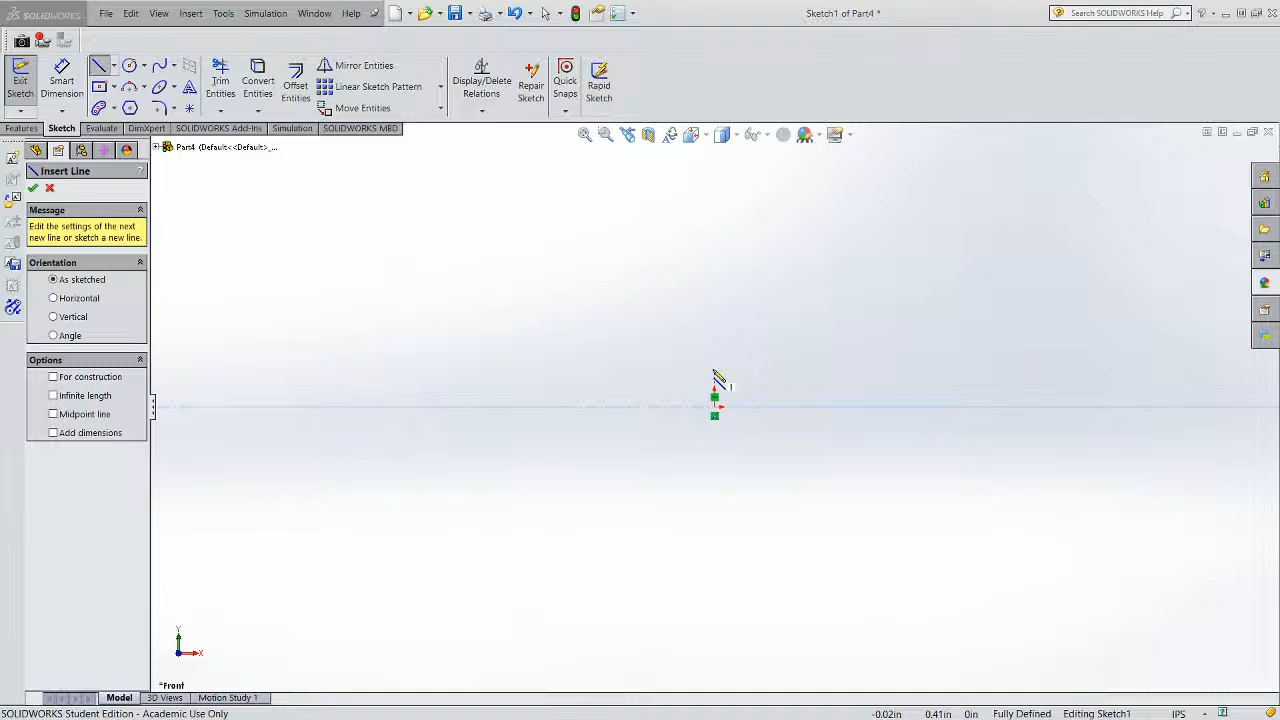 SOLIDWORKS File Edit View Insert Tools Simulation Window Help Sketch1 of Part4 * Search SOLIDWORKS Help
Exit Sketch
Smart Dimension
Trim Entities
Convert Entities
Offset Entities
Mirror Entities
Linear Sketch Pattern
Move Entities
Display/Delete Relations
Repair Sketch
Quick Snaps
Rapid Sketch
Features Sketch Evaluate DimXpert SOLIDWORKS Add-Ins Simulation SOLIDWORKS MBD
Part4 (Default<<Default>_...
Insert Line ?
Message
Edit the settings of the next
new line or sketch a new line.
Orientation
As sketched
Horizontal
Vertical
Angle
Options
For construction
Infinite length
Midpoint line
Add dimensions
Y
X
*Front
Model 3D Views Motion Study 1
SOLIDWORKS Student Edition - Academic Use Only -0.02in 0.41in 0in Fully Defined Editing Sketch1 IPS